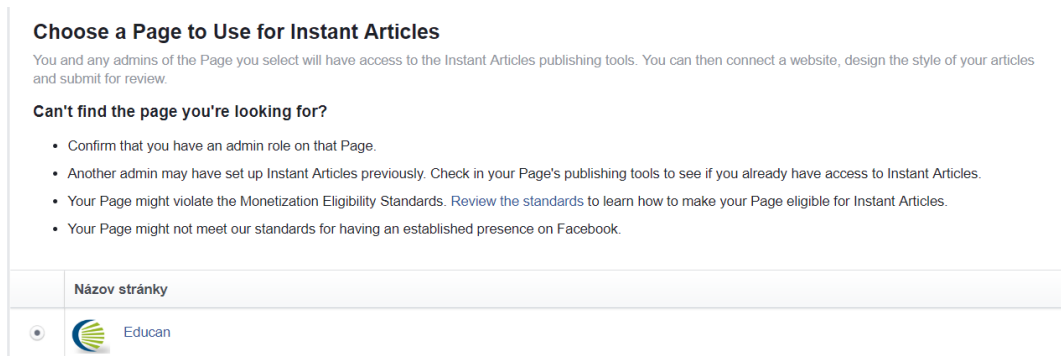 Choose a Page to Use for Instant Articles
You and any admins of the Page you select will have access to the Instant Articles publishing tools. You can then connect a website, design the style of your articles
and submit for review.
Can't find the page you're looking for?
• Confirm that you have an admin role on that Page.
• Another admin may have set up Instant Articles previously. Check in your Page's publishing tools to see if you already have access to Instant Articles.
• Your Page might violate the Monetization Eligibility Standards. Review the standards to learn how to make your Page eligible for Instant Articles.
• Your Page might not meet our standards for having an established presence on Facebook.
Názov stránky
Educan